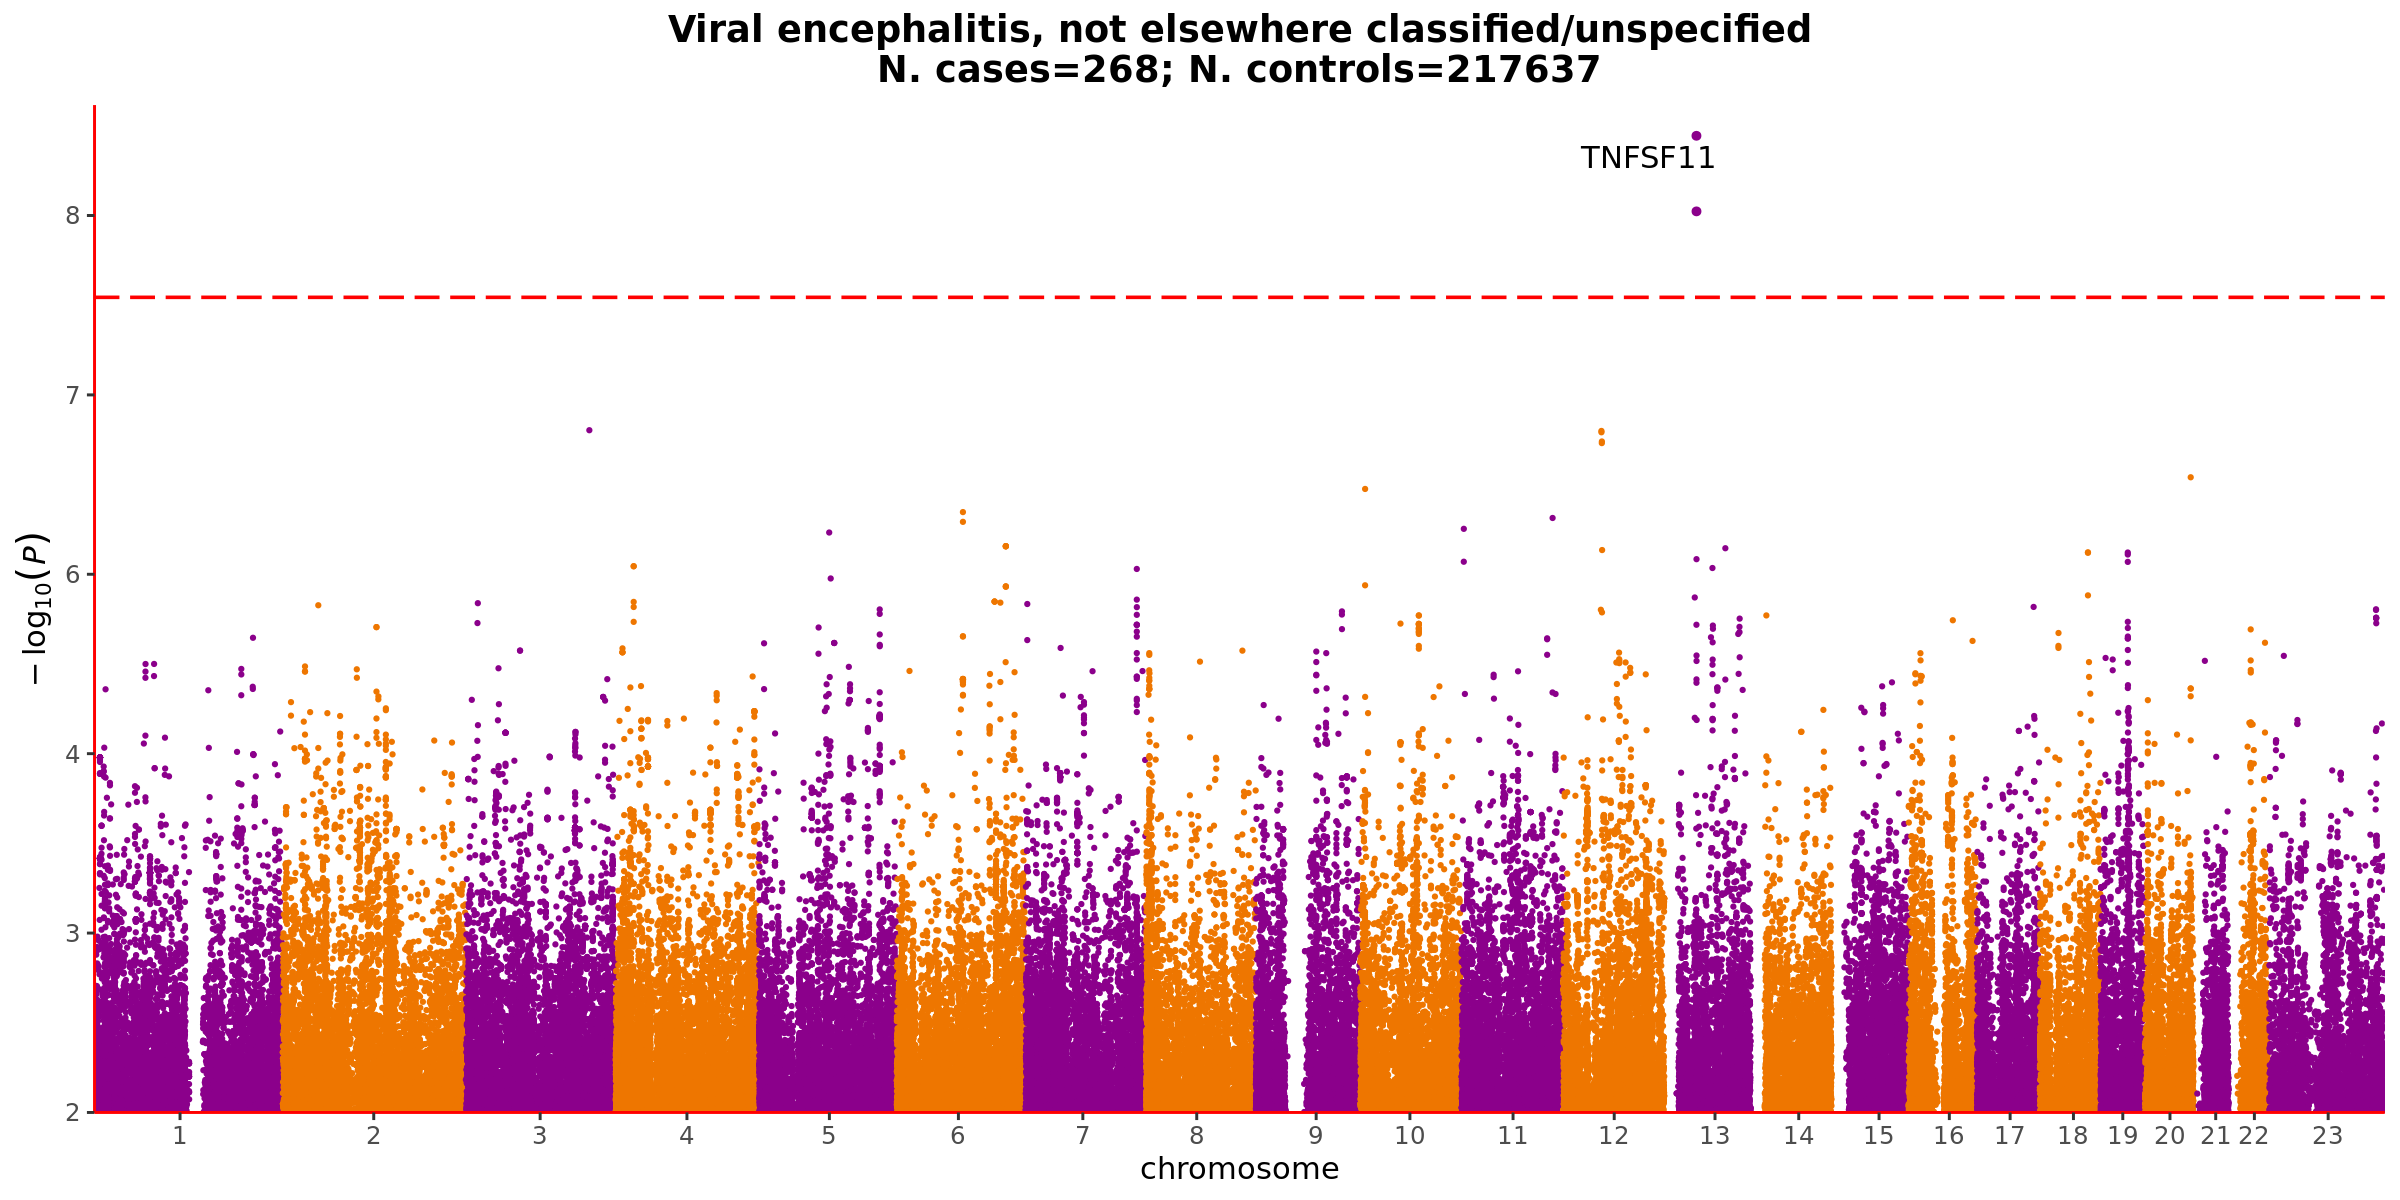 Viral encephalitis, not elsewhere classified/unspecified
N. cases=268; N. controls=217637
TNFSF11
8
7
6
5
4
3
2
− log10(P)
1 2 3 4 5 6 7 8 9 10 11 12 13 14 15 16 17 18 19 20 21 22 23
chromosome